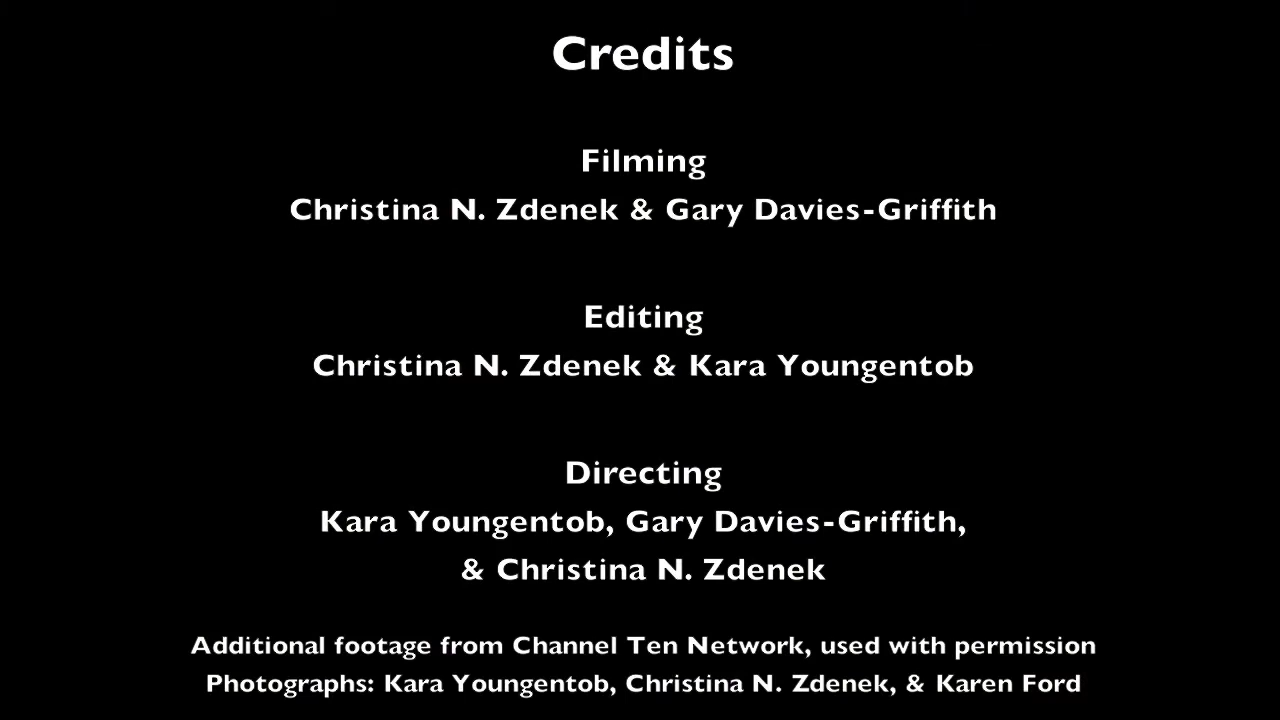 Credits
Filming
Christina N. Zdenek & Gary Davies-Griffith
Editing
Christina N. Zdenek & Kara Youngentob
Directing
Kara Youngentob, Gary Davies-Griffith,
& Christina N. Zdenek
Additional footage from Channel Ten Network, used with permission
Photographs: Kara Youngentob, Christina N. Zdenek, & Karen Ford